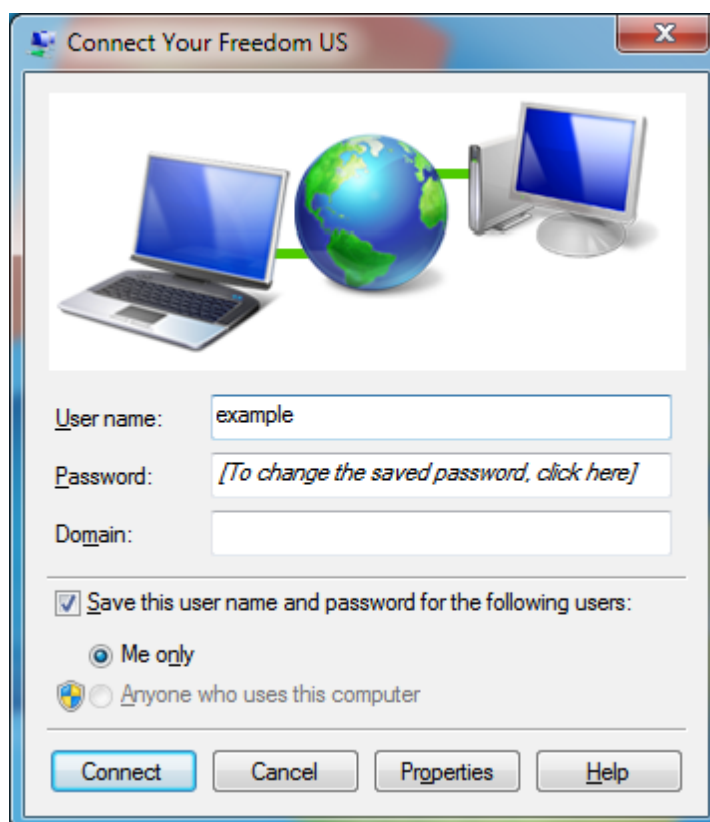 Connect Your Freedom US
User name: example
Password: [To change the saved password, click here]
Domain:
Save this user name and password for the following users:
Me only
Anyone who uses this computer
Connect Cancel Properties Help